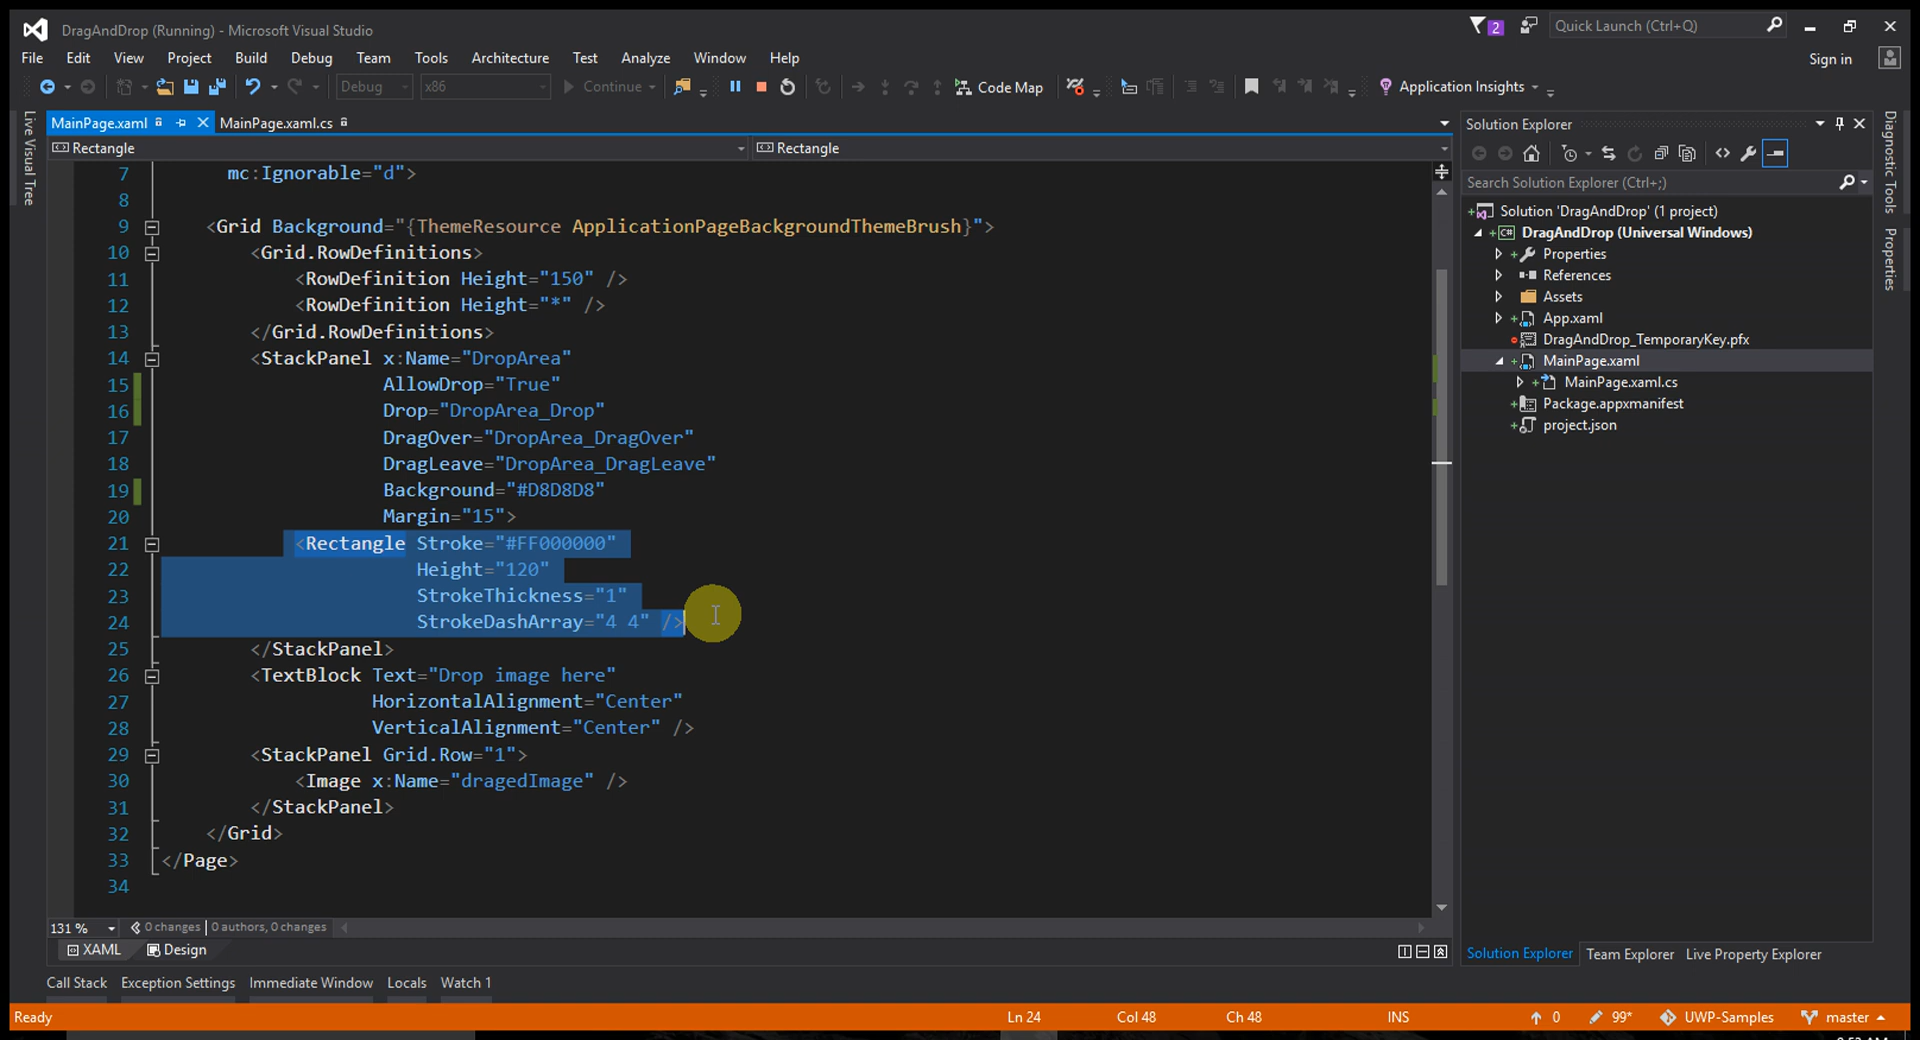 DragAndDrop (Running) - Microsoft Visual Studio
2
Quick Launch (Ctrl+Q)
File Edit View Project Build Debug Team Tools Architecture Test Analyze Window Help
Sign in
Debug x86 Continue Code Map Application Insights
Live Visual Tree
MainPage.xaml MainPage.xaml.cs
Rectangle Rectangle
7 mc:Ignorable="d">
8
9 <Grid Background="{ThemeResource ApplicationPageBackgroundThemeBrush}">
10 <Grid.RowDefinitions>
11 <RowDefinition Height="150" />
12 <RowDefinition Height="*" />
13 </Grid.RowDefinitions>
14 <StackPanel x:Name="DropArea"
15 AllowDrop="True"
16 Drop="DropArea_Drop"
17 DragOver="DropArea_DragOver"
18 DragLeave="DropArea_DragLeave"
19 Background="#D8D8D8"
20 Margin="15">
21 <Rectangle Stroke="#FF000000"
22 Height="120"
23 StrokeThickness="1"
24 StrokeDashArray="4 4" />
25 </StackPanel>
26 <TextBlock Text="Drop image here"
27 HorizontalAlignment="Center"
28 VerticalAlignment="Center" />
29 <StackPanel Grid.Row="1">
30 <Image x:Name="dragedImage" />
31 </StackPanel>
32 </Grid>
33 </Page>
34
131 % 0 changes | 0 authors, 0 changes
XAML Design
Solution Explorer
Search Solution Explorer (Ctrl+;)
Solution 'DragAndDrop' (1 project)
C# DragAndDrop (Universal Windows)
Properties
References
Assets
App.xaml
DragAndDrop_TemporaryKey.pfx
MainPage.xaml
MainPage.xaml.cs
Package.appxmanifest
project.json
Solution Explorer Team Explorer Live Property Explorer
Diagnostic Tools
Properties
Call Stack Exception Settings Immediate Window Locals Watch 1
Ready Ln 24 Col 48 Ch 48 INS 0 99* UWP-Samples master